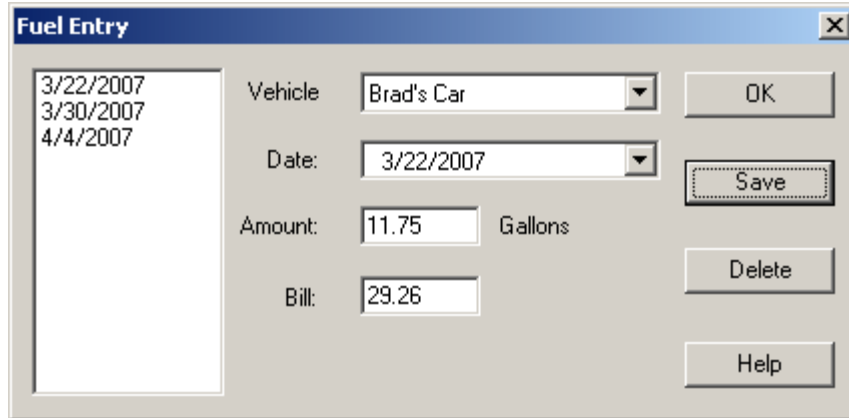 Fuel Entry
3/22/2007
3/30/2007
4/4/2007
Vehicle
Brad's Car
Date:
3/22/2007
Amount:
11.75
Gallons
Bill:
29.26
OK
Save
Delete
Help